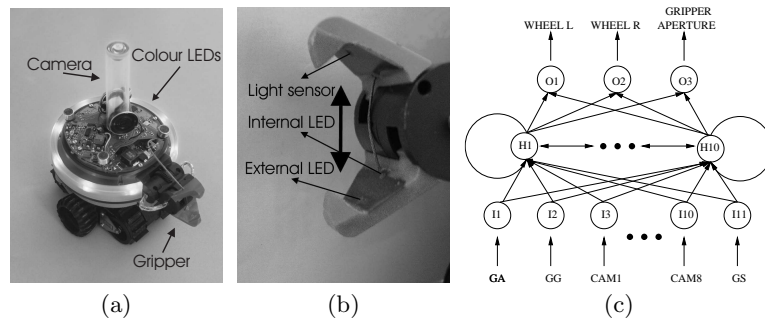 Camera
Colour LEDs
Gripper
(a)
Light sensor
Internal LED
External LED
(b)
WHEEL L
WHEEL R
GRIPPER
APERTURE
O1
O2
O3
H1
H10
I1
I2
I3
I10
I11
GA
GG
CAM1
CAM8
GS
(c)